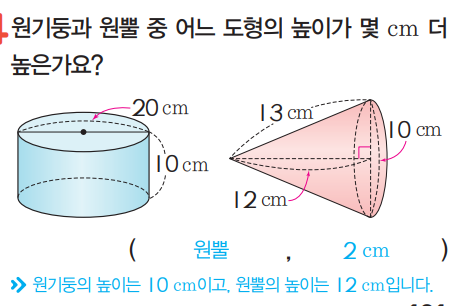 원기둥과 원뿔 중 어느 도형의 높이가 몇 cm 더
높은가요?
20 cm
10 cm
13 cm
10 cm
12 cm
( 원뿔 , 2 cm )
원기둥의 높이는 10 cm이고, 원뿔의 높이는 12 cm입니다.